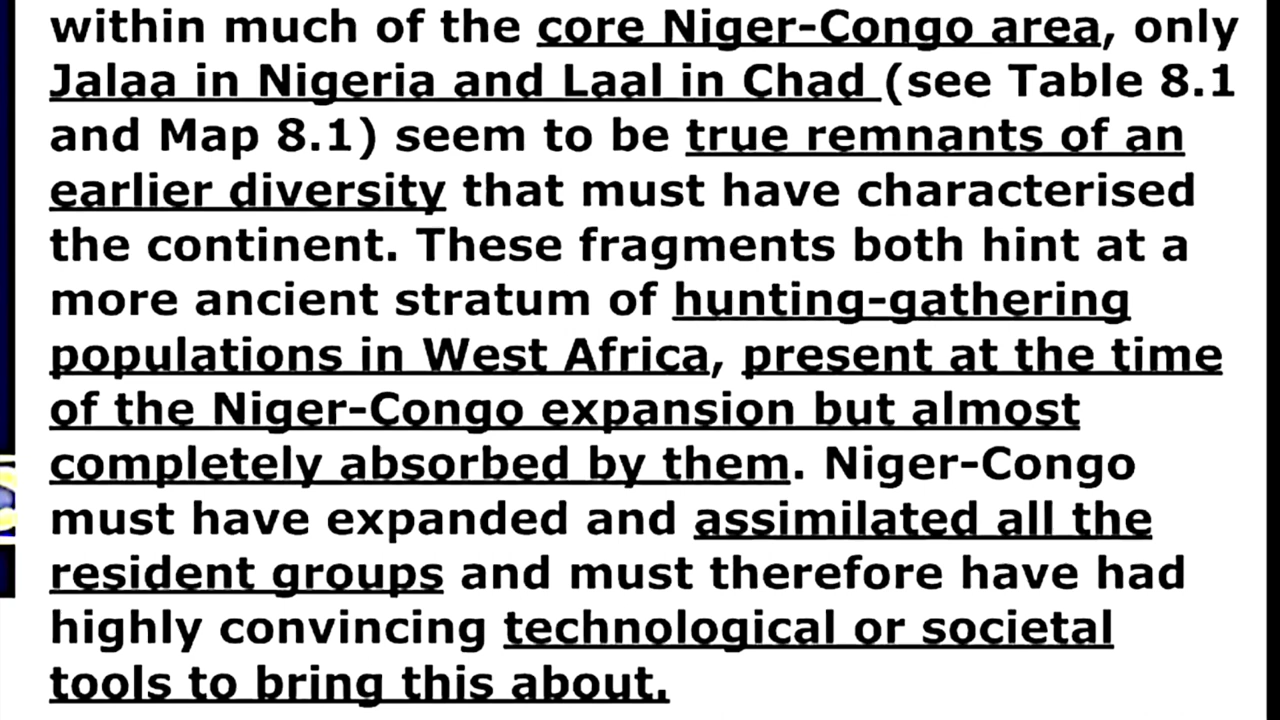 within much of the core Niger-Congo area, only
Jalaa in Nigeria and Laal in Chad (see Table 8.1
and Map 8.1) seem to be true remnants of an
earlier diversity that must have characterised
the continent. These fragments both hint at a
more ancient stratum of hunting-gathering
populations in West Africa, present at the time
of the Niger-Congo expansion but almost
completely absorbed by them. Niger-Congo
must have expanded and assimilated all the
resident groups and must therefore have had
highly convincing technological or societal
tools to bring this about.